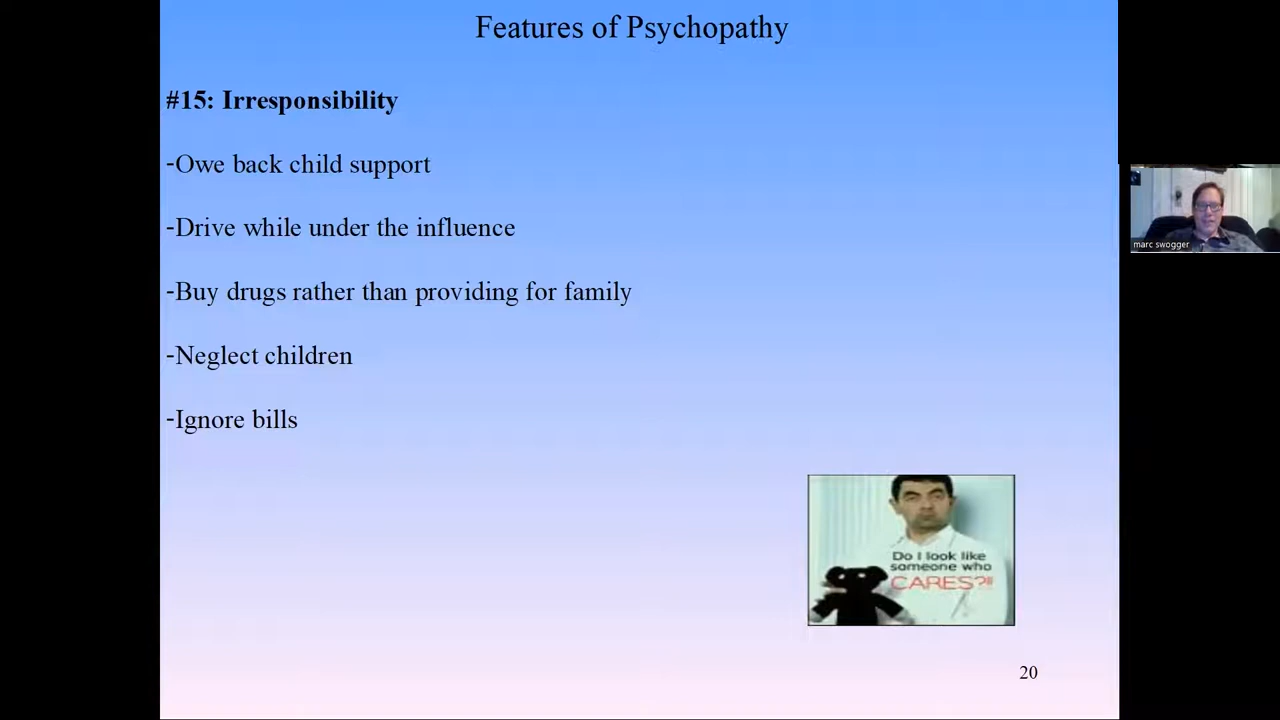 Features of Psychopathy
#15: Irresponsibility
-Owe back child support
-Drive while under the influence
-Buy drugs rather than providing for family
-Neglect children
-Ignore bills
Do I look like
someone who
CARES?!!
20
marc swogger